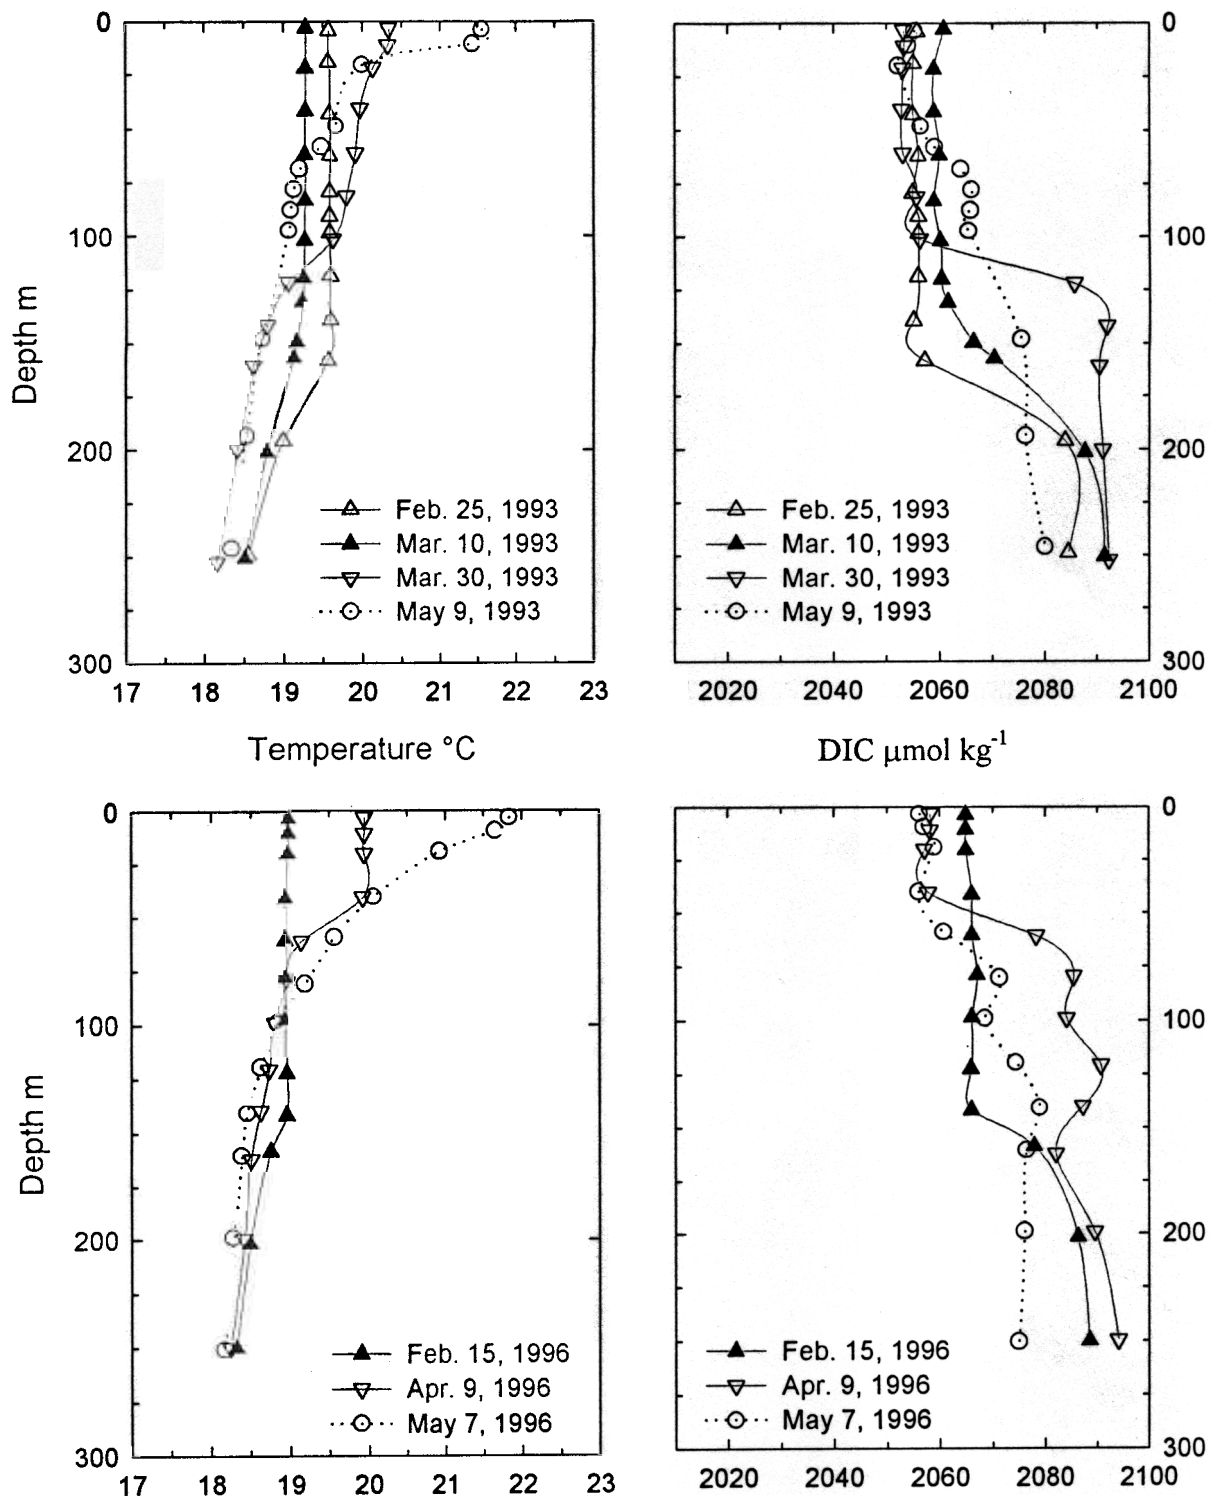 0
100
200
300
Depth m
Feb. 25, 1993
Mar. 10, 1993
Mar. 30, 1993
May 9, 1993
17 18 19 20 21 22 23
Temperature °C
0
100
200
300
Feb. 25, 1993
Mar. 10, 1993
Mar. 30, 1993
May 9, 1993
2020 2040 2060 2080 2100
DIC µmol kg⁻¹
0
100
200
300
Depth m
Feb. 15, 1996
Apr. 9, 1996
May 7, 1996
17 18 19 20 21 22 23
0
100
200
300
Feb. 15, 1996
Apr. 9, 1996
May 7, 1996
2020 2040 2060 2080 2100